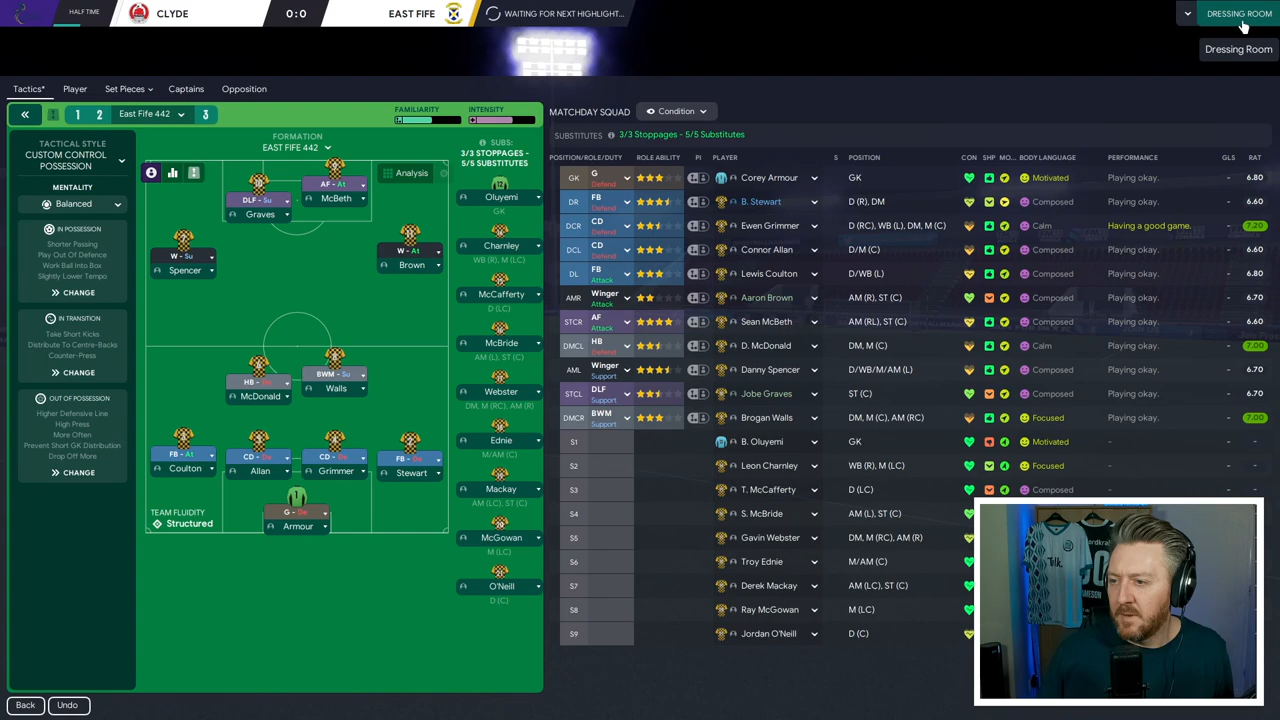 HALF TIME
CLYDE
0:0
EAST FIFE
WAITING FOR NEXT HIGHLIGHT...
DRESSING ROOM
Dressing Room
Tactics*
Player
Set Pieces
Captains
Opposition
1
2
East Fife 442
3
FAMILIARITY
INTENSITY
TACTICAL STYLE
CUSTOM CONTROL
POSSESSION
MENTALITY
Balanced
IN POSSESSION
Shorter Passing
Play Out Of Defence
Work Ball Into Box
Slightly Lower Tempo
CHANGE
IN TRANSITION
Take Short Kicks
Distribute To Centre-Backs
Counter-Press
CHANGE
OUT OF POSSESSION
Higher Defensive Line
High Press
More Often
Prevent Short GK Distribution
Drop Off More
CHANGE
FORMATION
EAST FIFE 442
Analysis
AF - At
McBeth
DLF - Su
Graves
W - Su
Spencer
W - At
Brown
BWM - Su
Walls
HB - De
McDonald
FB - At
Coulton
CD - De
Allan
CD - De
Grimmer
FB - De
Stewart
1
G - De
Armour
TEAM FLUIDITY
Structured
SUBS:
3/3 STOPPAGES -
5/5 SUBSTITUTES
12
Oluyemi
GK
Charnley
WB (R), M (LC)
McCafferty
D (LC)
McBride
AM (L), ST (C)
Webster
DM, M (RC), AM (R)
Ednie
M/AM (C)
Mackay
AM (LC), ST (C)
McGowan
M (LC)
O'Neill
D (C)
Back
Undo
MATCHDAY SQUAD
Condition
SUBSTITUTES 3/3 Stoppages - 5/5 Substitutes
POSITION/ROLE/DUTY ROLE ABILITY PI PLAYER S POSITION CON SHP MO... BODY LANGUAGE PERFORMANCE GLS RAT
GK G Defend Corey Armour GK Motivated Playing okay. - 6.80
DR FB Defend B. Stewart D (R), DM Composed Playing okay. - 6.60
DCR CD Defend Ewen Grimmer D (RC), WB (L), DM, M (C) Calm Having a good game. - 7.20
DCL CD Defend Connor Allan D/M (C) Composed Playing okay. -
DL FB Attack Lewis Coulton D/WB (L) Composed Playing okay. - 6.80
AMR Winger Attack Aaron Brown AM (R), ST (C) Composed Playing okay. - 6.70
STCR AF Attack Sean McBeth AM (RL), ST (C) Composed Playing okay. - 6.60
DMCL HB Defend D. McDonald DM, M (C) Calm Playing okay. - 7.00
AML Winger Support Danny Spencer D/WB/M/AM (L) Composed Playing okay. - 6.70
STCL DLF Support Jobe Graves ST (C) Composed Playing okay. - 6.70
DMCR BWM Support Brogan Walls DM, M (C), AM (RC) Focused Playing okay. - 7.00
S1 B. Oluyemi GK Motivated - - -
S2 Leon Charnley WB (R), M (LC) Focused - - -
S3 T. McCafferty D (LC) Composed - - -
S4 S. McBride AM (L), ST (C)
S5 Gavin Webster DM, M (RC), AM (R)
S6 Troy Ednie M/AM (C)
S7 Derek Mackay AM (LC), ST (C)
S8 Ray McGowan M (LC)
S9 Jordan O'Neill D (C)